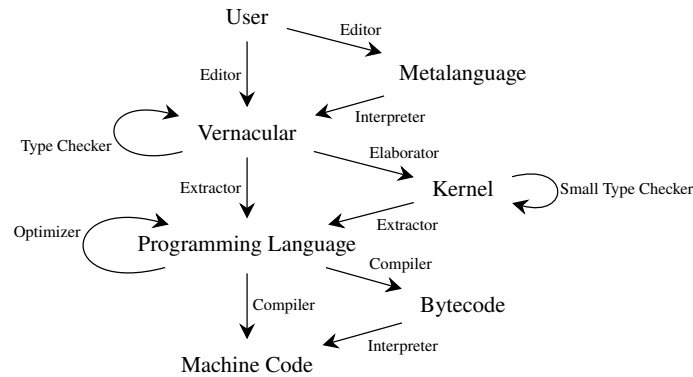 User
Editor
Editor
Metalanguage
Interpreter
Vernacular
Type Checker
Elaborator
Extractor
Kernel
Small Type Checker
Extractor
Optimizer
Programming Language
Compiler
Compiler
Bytecode
Interpreter
Machine Code